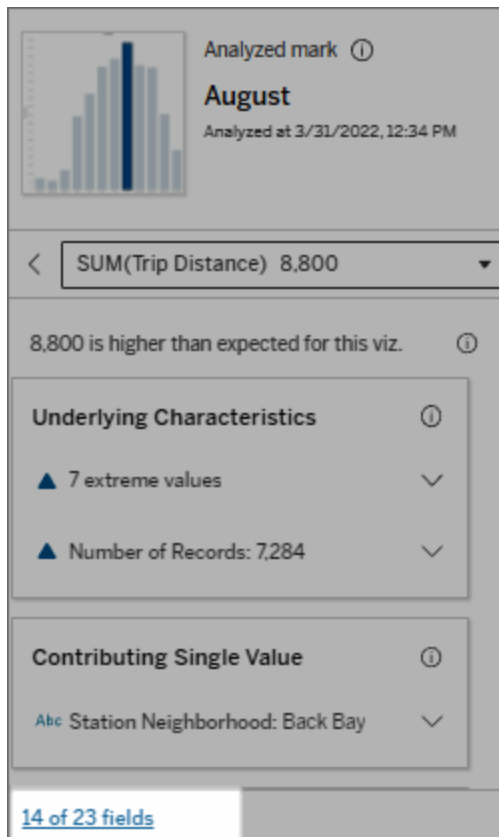 Analyzed mark
August
Analyzed at 3/31/2022, 12:34 PM
SUM(Trip Distance) 8,800
8,800 is higher than expected for this viz.
Underlying Characteristics
7 extreme values
Number of Records: 7,284
Contributing Single Value
Abc Station Neighborhood: Back Bay
14 of 23 fields